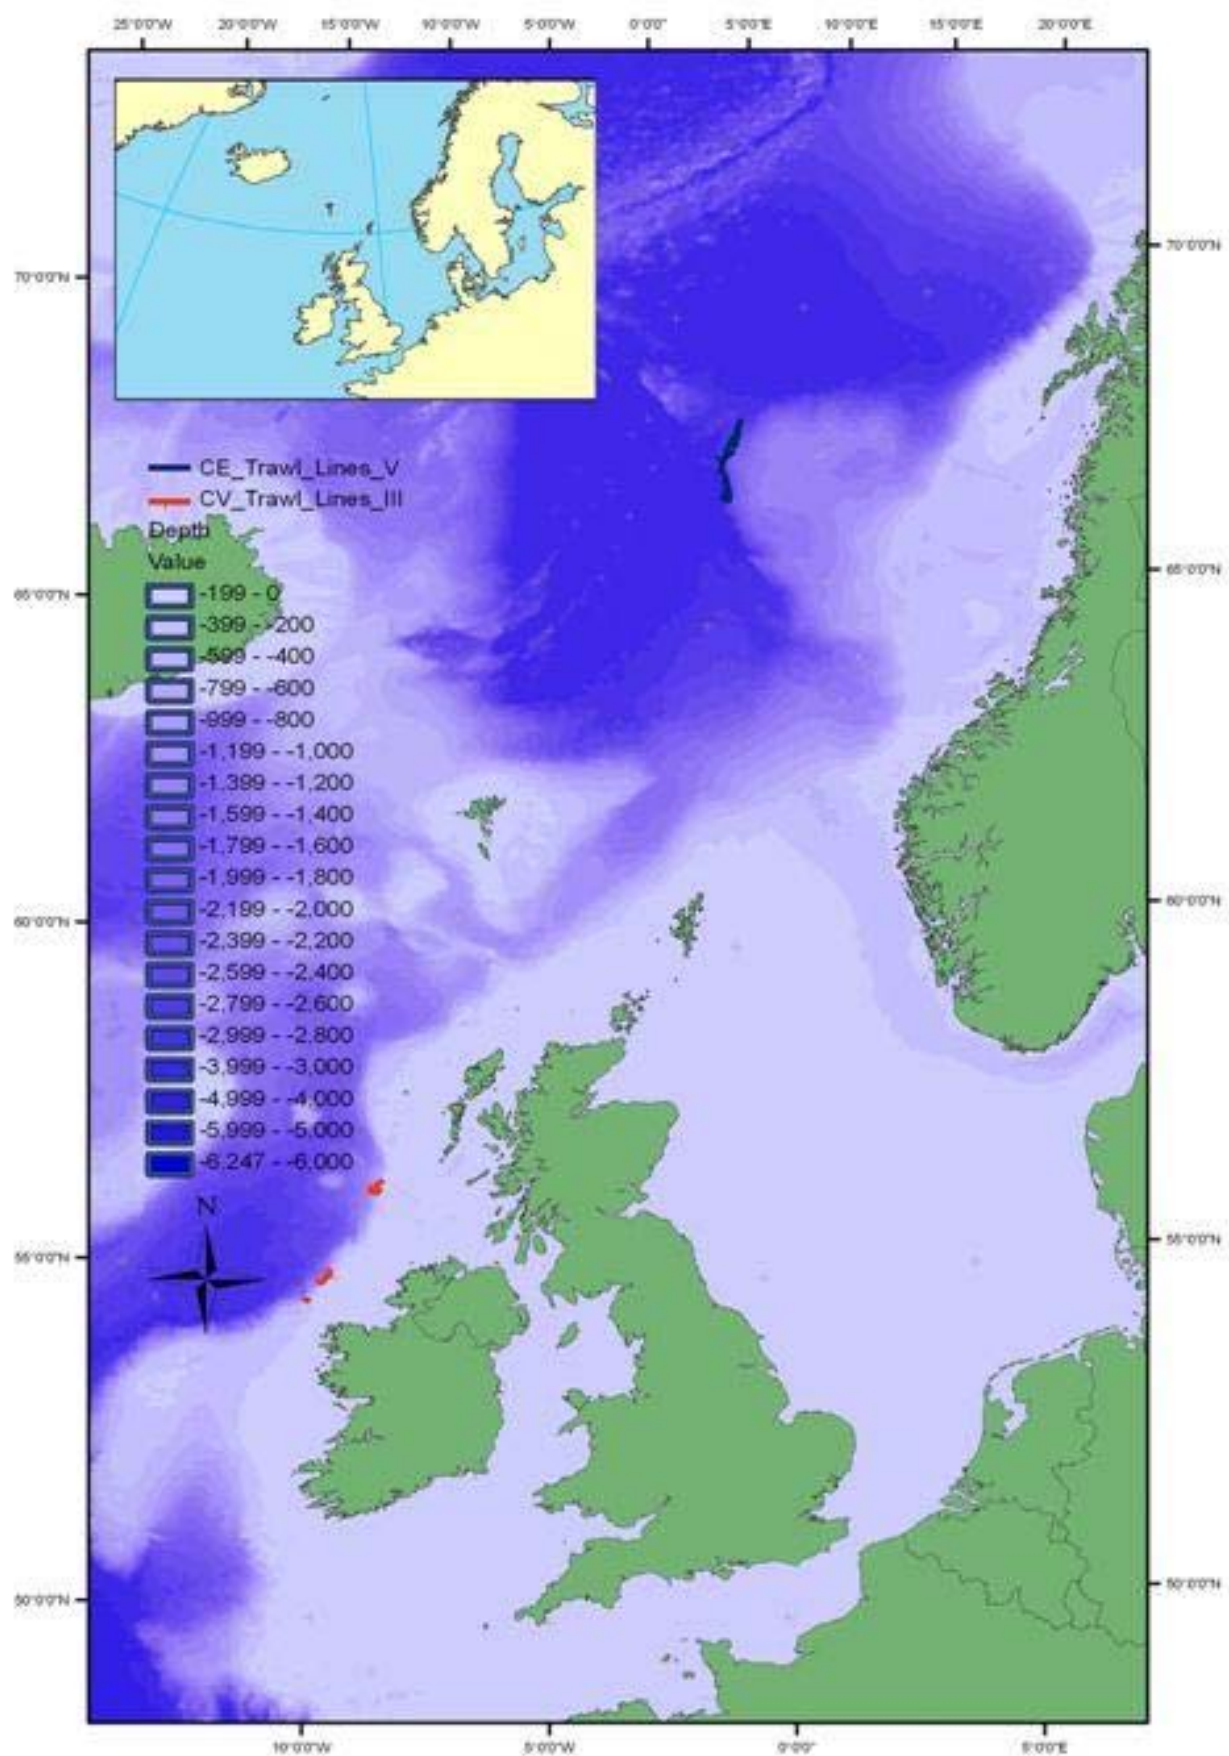 25°0'0"W 20°0'0"W 15°0'0"W 10°0'0"W 5°0'0"W 0°0'0" 5°0'0"E 10°0'0"E 15°0'0"E 20°0'0"E
70°0'0"N
70°0'0"N
CE_Trawl_Lines_V
CV_Trawl_Lines_III
Depth
Value
65°0'0"N
-199 - 0
65°0'0"N
-399 - -200
-599 - -400
-799 - -600
-999 - -800
-1,199 - -1,000
-1,399 - -1,200
-1,599 - -1,400
-1,799 - -1,600
-1,999 - -1,800
60°0'0"N
-2,199 - -2,000
60°0'0"N
-2,399 - -2,200
-2,599 - -2,400
-2,799 - -2,600
-2,999 - -2,800
-3,999 - -3,000
-4,999 - -4,000
-5,999 - -5,000
-6,247 - -6,000
N
55°0'0"N
55°0'0"N
50°0'0"N
50°0'0"N
10°0'0"W 5°0'0"W 0°0'0" 5°0'0"E